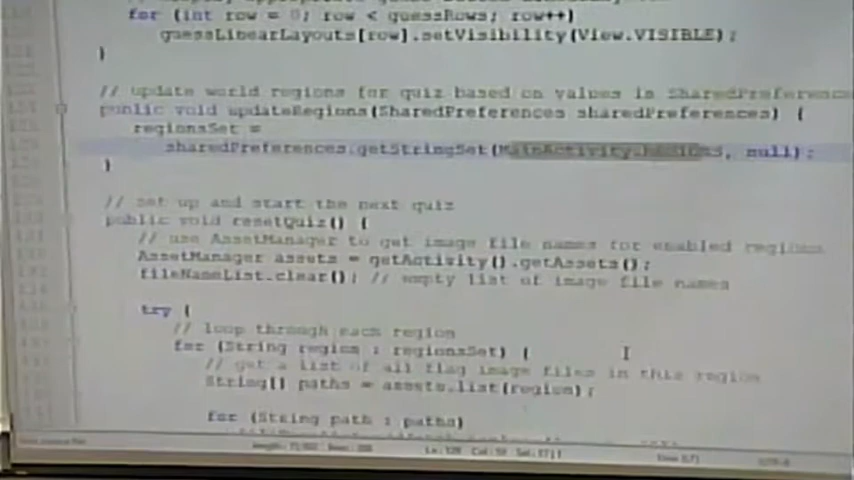 for (int row = 0; row < guessRows; row++)
guessLinearLayouts[row].setVisibility(View.VISIBLE);
}
// update world regions for quiz based on values in SharedPreference
public void updateRegions(SharedPreferences sharedPreferences) {
regionsSet =
sharedPreferences.getStringSet(MainActivity.REGIONS, null);
}
// set up and start the next quiz
public void resetQuiz() {
// use AssetManager to get image file names for enabled regions
AssetManager assets = getActivity().getAssets();
fileNameList.clear(); // empty list of image file names
try {
// loop through each region
for (String region : regionsSet) {
// get a list of all flag image files in this region
String[] paths = assets.list(region);
for (String path : paths)